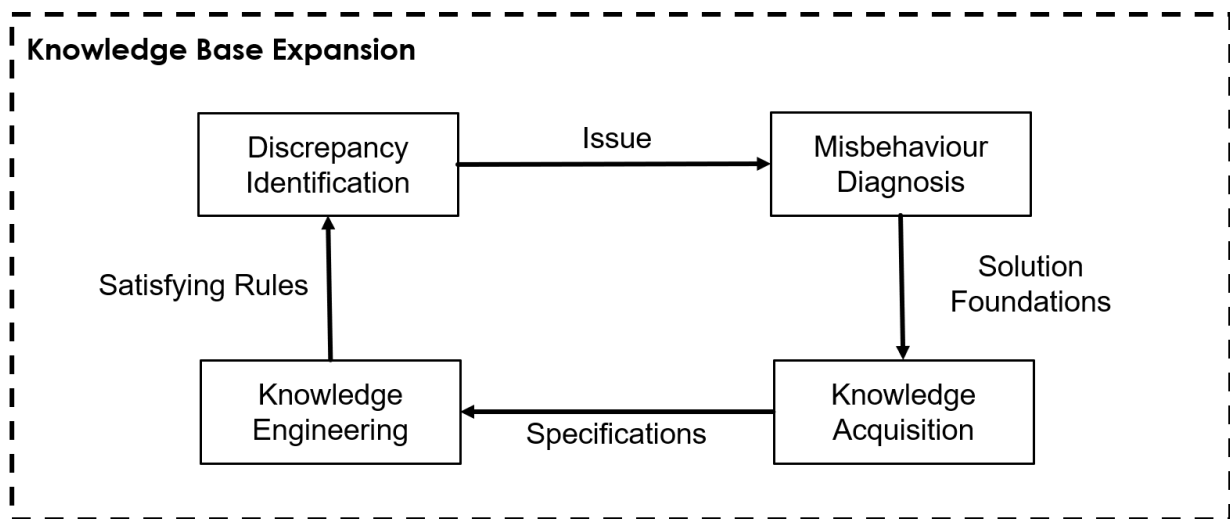 Knowledge Base Expansion
Discrepancy
Identification
Issue
Misbehaviour
Diagnosis
Satisfying Rules
Solution
Foundations
Knowledge
Engineering
Specifications
Knowledge
Acquisition